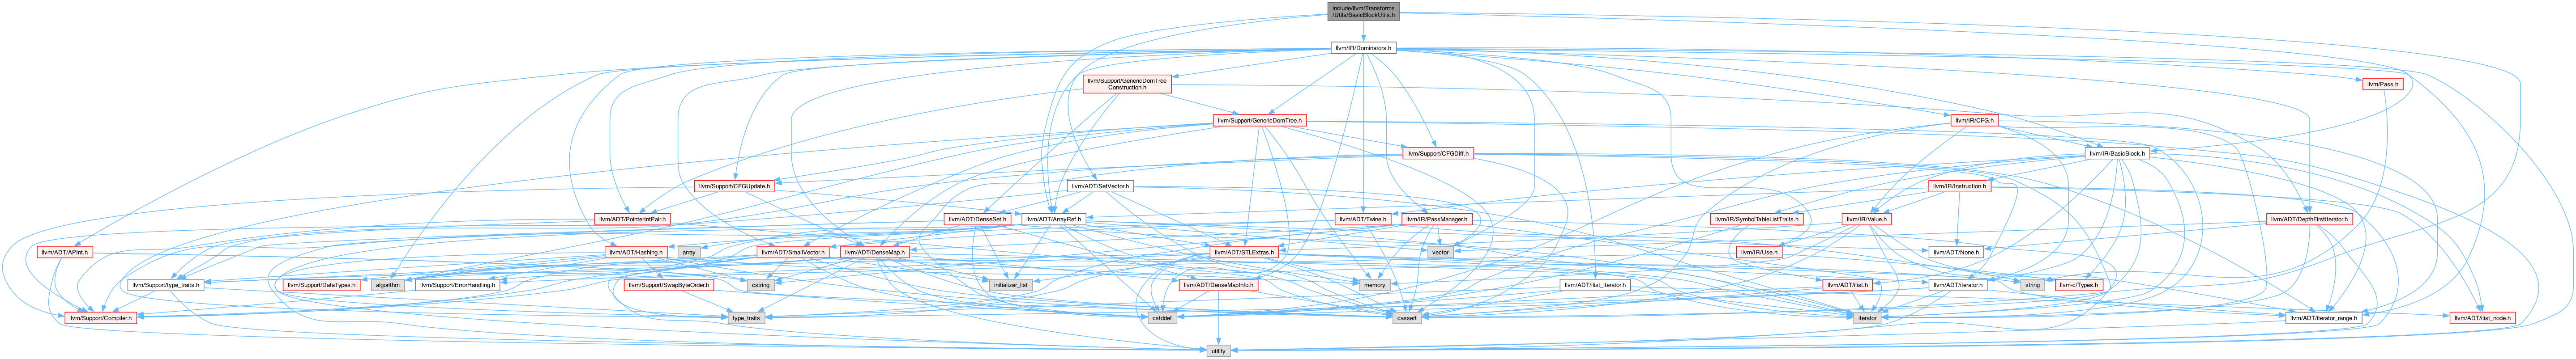 include/llvm/Transforms
/Utils/BasicBlockUtils.h
llvm/IR/Dominators.h
llvm/Support/GenericDomTree
Construction.h
llvm/Pass.h
llvm/Support/GenericDomTree.h
llvm/IR/CFG.h
llvm/Support/CFGDiff.h
llvm/IR/BasicBlock.h
llvm/Support/CFGUpdate.h
llvm/ADT/SetVector.h
llvm/IR/Instruction.h
llvm/ADT/PointerIntPair.h
llvm/ADT/DenseSet.h
llvm/ADT/ArrayRef.h
llvm/ADT/Twine.h
llvm/IR/PassManager.h
llvm/IR/SymbolTableListTraits.h
llvm/IR/Value.h
llvm/ADT/DepthFirstIterator.h
llvm/ADT/APInt.h
llvm/ADT/Hashing.h
array
llvm/ADT/SmallVector.h
llvm/ADT/DenseMap.h
llvm/ADT/STLExtras.h
vector
llvm/IR/Use.h
llvm/ADT/None.h
llvm/Support/type_traits.h
llvm/Support/DataTypes.h
algorithm
llvm/Support/ErrorHandling.h
llvm/Support/SwapByteOrder.h
cstring
initializer_list
llvm/ADT/DenseMapInfo.h
memory
llvm/ADT/ilist_iterator.h
llvm/ADT/ilist.h
llvm/ADT/iterator.h
string
llvm-c/Types.h
llvm/Support/Compiler.h
type_traits
cstddef
cassert
iterator
llvm/ADT/iterator_range.h
llvm/ADT/ilist_node.h
utility